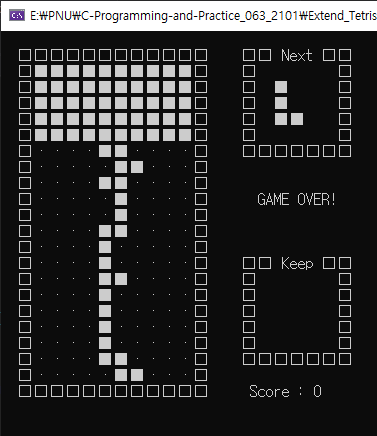 E:₩PNU₩C-Programming-and-Practice_063_2101₩Extend_Tetris
Next
GAME OVER!
Keep
Score : 0